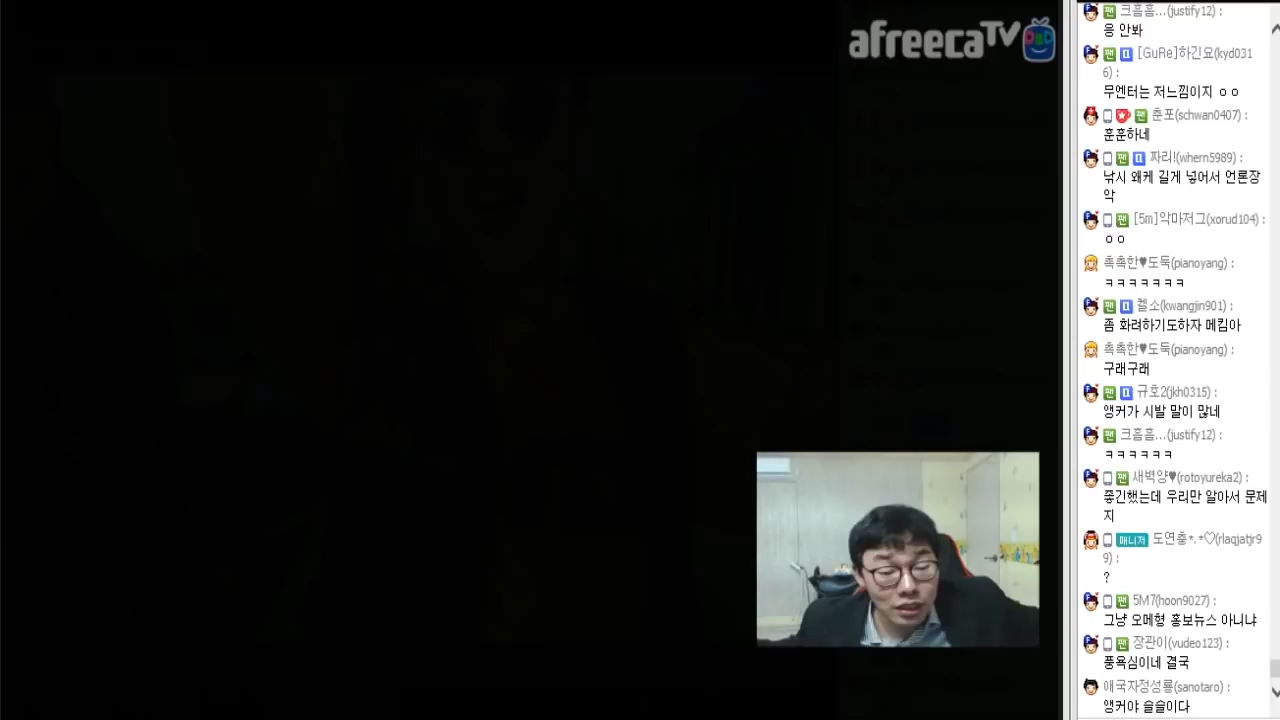 afreecaTV
크흠흠...(justify12) :
응 안봐
[GuRe]하긴요(kyd031
6) :
무엔터는 저느낌이지 ㅇㅇ
춘포(schwan0407) :
훈훈하네
짜리!(whern5989) :
낚시 왜케 길게 넣어서 언론장
악
[5m]악마저그(xorud104) :
ㅇㅇ
촉촉한♥도둑(pianoyang) :
ㅋㅋㅋㅋㅋㅋㅋ
켈소(kwangjin901) :
좀 화려하기도하자 메킴아
촉촉한♥도둑(pianoyang) :
구래구래
규호2(jkh0315) :
앵커가 시발 말이 많네
크흠흠...(justify12) :
ㅋㅋㅋㅋㅋㅋ
새벽양♥(rotoyureka2) :
좋긴했는데 우리만 알아서 문제
지
매니저 도연충*.*♡(rlaqjatjr9
9) :
?
5M7(hoon9027) :
그냥 오메형 홍보뉴스 아니냐
장관이(vudeo123) :
풍욕심이네 결국
애국자정성룡(sanotaro) :
앵커야 슬슬이다